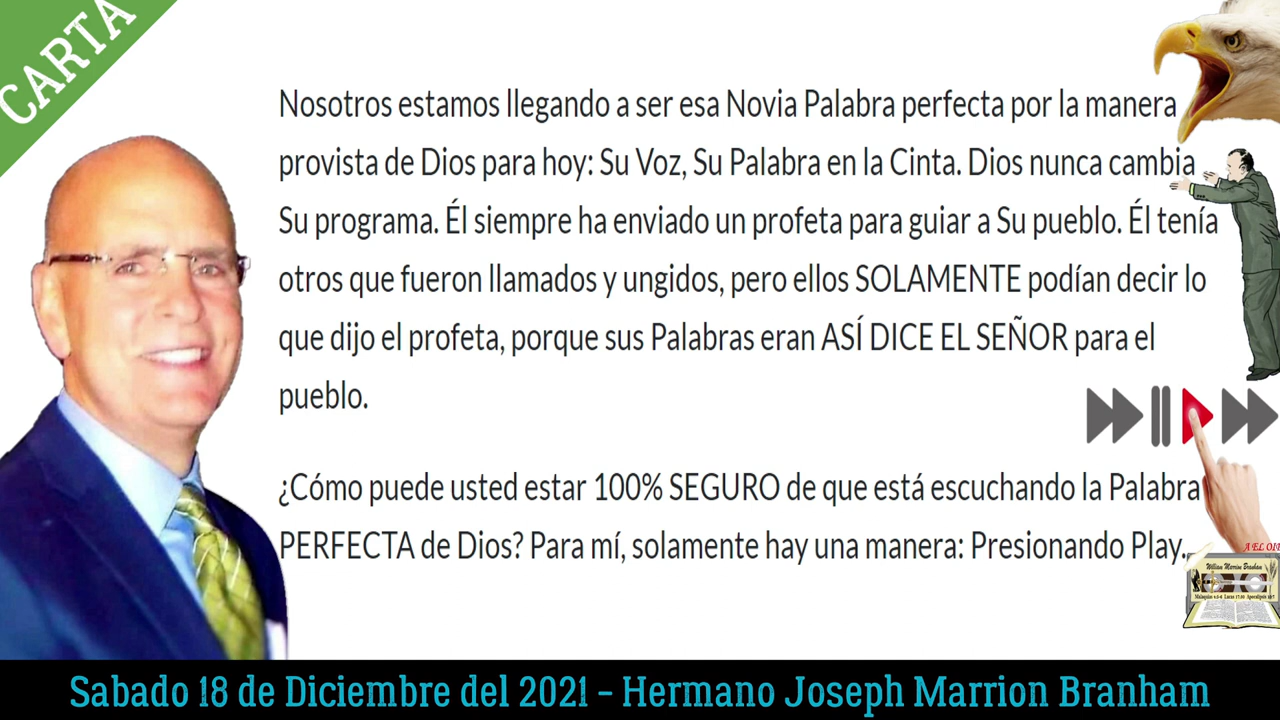 CARTA
Nosotros estamos llegando a ser esa Novia Palabra perfecta por la manera
provista de Dios para hoy: Su Voz, Su Palabra en la Cinta. Dios nunca cambia
Su programa. Él siempre ha enviado un profeta para guiar a Su pueblo. Él tenía
otros que fueron llamados y ungidos, pero ellos SOLAMENTE podían decir lo
que dijo el profeta, porque sus Palabras eran ASÍ DICE EL SEÑOR para el
pueblo.
¿Cómo puede usted estar 100% SEGURO de que está escuchando la Palabra
PERFECTA de Dios? Para mí, solamente hay una manera: Presionando Play.
A EL
William Marrion Branham
Sabado 18 de Diciembre del 2021 - Hermano Joseph Marrion Branham